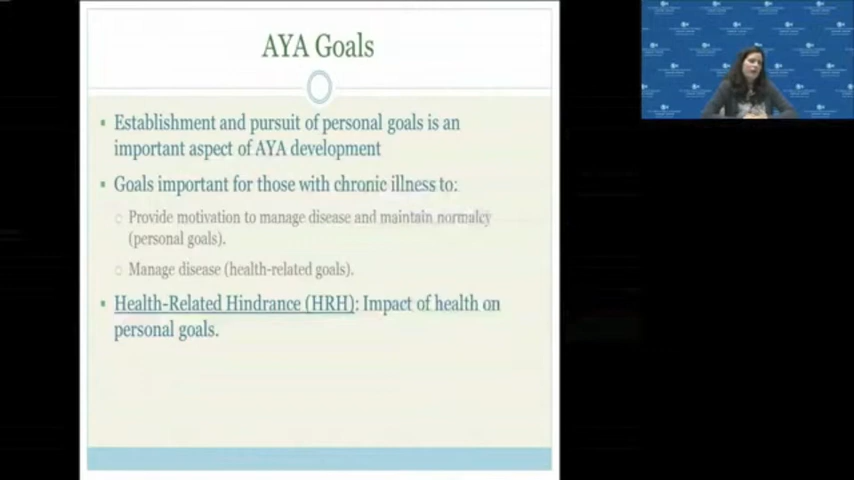 AYA Goals
Establishment and pursuit of personal goals is an
important aspect of AYA development
Goals important for those with chronic illness to:
Provide motivation to manage disease and maintain normalcy
(personal goals).
Manage disease (health-related goals).
Health-Related Hindrance (HRH): Impact of health on
personal goals.